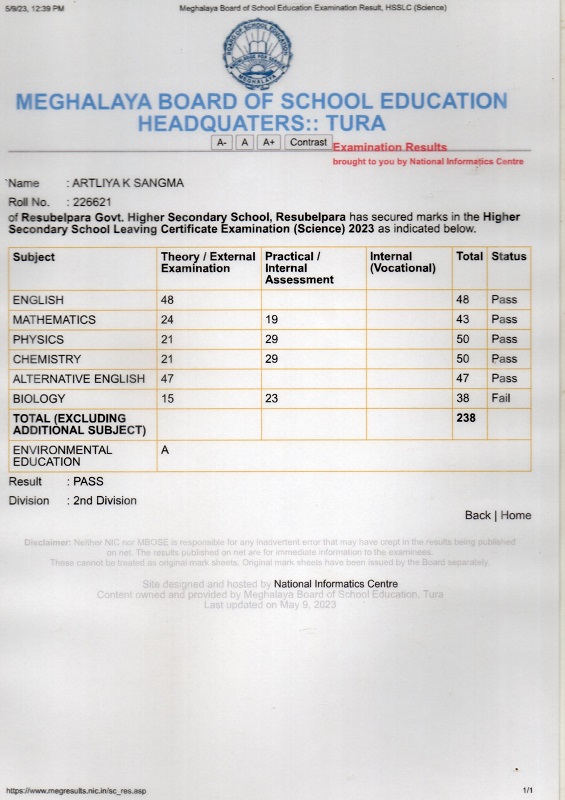 5/9/23, 12:39 PM Meghalaya Board of School Education Examination Result, HSSLC (Science)
BOARD OF SCHOOL EDUCATION
MEGHALAYA
MEGHALAYA BOARD OF SCHOOL EDUCATION
HEADQUATERS:: TURA
A- A A+ Contrast
Examination Results
brought to you by National Informatics Centre
Name : ARTLIYA K SANGMA
Roll No. : 226621
of Resubelpara Govt. Higher Secondary School, Resubelpara has secured marks in the Higher
Secondary School Leaving Certificate Examination (Science) 2023 as indicated below.
Subject Theory / External Examination Practical / Internal Assessment Internal (Vocational) Total Status
ENGLISH 48 48 Pass
MATHEMATICS 24 19 43 Pass
PHYSICS 21 29 50 Pass
CHEMISTRY 21 29 50 Pass
ALTERNATIVE ENGLISH 47 47 Pass
BIOLOGY 15 23 38 Fail
TOTAL (EXCLUDING ADDITIONAL SUBJECT) 238
ENVIRONMENTAL EDUCATION A
Result : PASS
Division : 2nd Division
Back | Home
Disclaimer: Neither NIC nor MBOSE is responsible for any inadvertent error that may have crept in the results being published
on net. The results published on net are for immediate information to the examinees.
These cannot be treated as original mark sheets. Original mark sheets have been issued by the Board separately.
Site designed and hosted by National Informatics Centre
Content owned and provided by Meghalaya Board of School Education, Tura
Last updated on May 9, 2023
https://www.megresults.nic.in/sc_res.asp 1/1